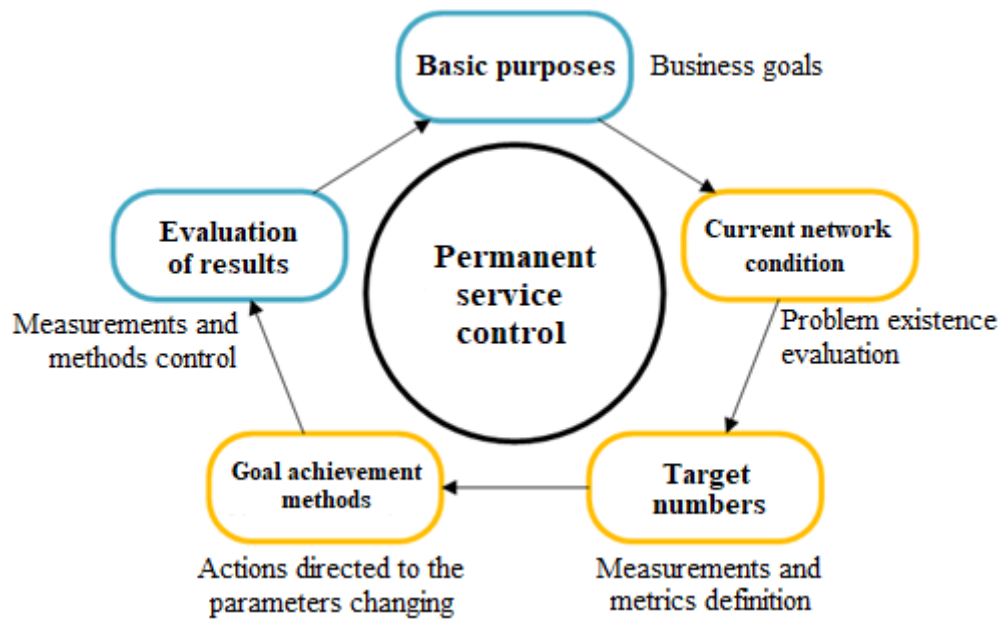 Basic purposes
Business goals
Current network
condition
Problem existence
evaluation
Target
numbers
Measurements and
metrics definition
Goal achievement
methods
Actions directed to the
parameters changing
Evaluation
of results
Measurements and
methods control
Permanent
service
control